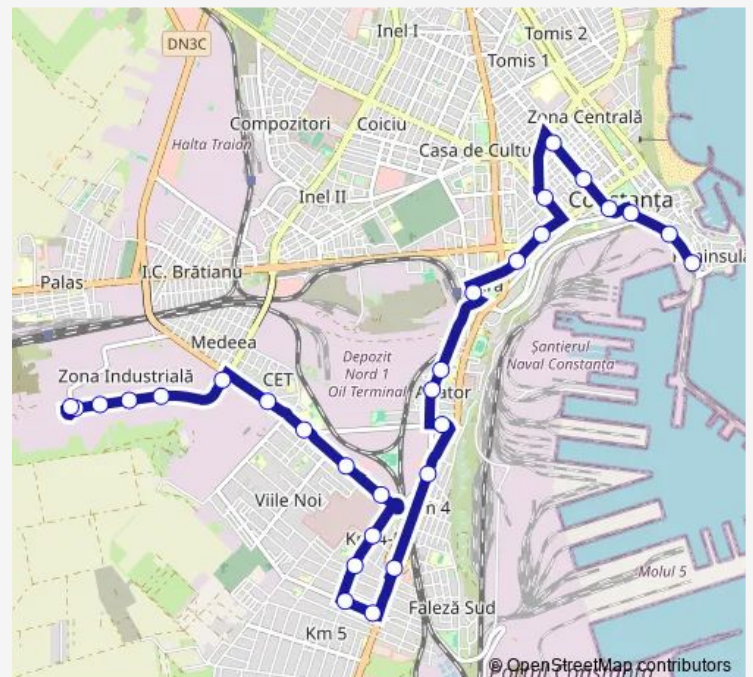 Inel I
Tomis 2
DN3C
Tomis 1
Compozitori
Coiciu
Zona Centrală
Halta Traian
Casa de Cultu
Inel II
Constanța
Palas
I.C. Brătianu
Peninsula
Medeea
Depozit
Nord 1
Oil Terminal
Șantierul
Naval Constanța
Zona Industrială
CET
Viile Noi
Molul 5
Faleză Sud
Km 5
© OpenStreetMap contributors